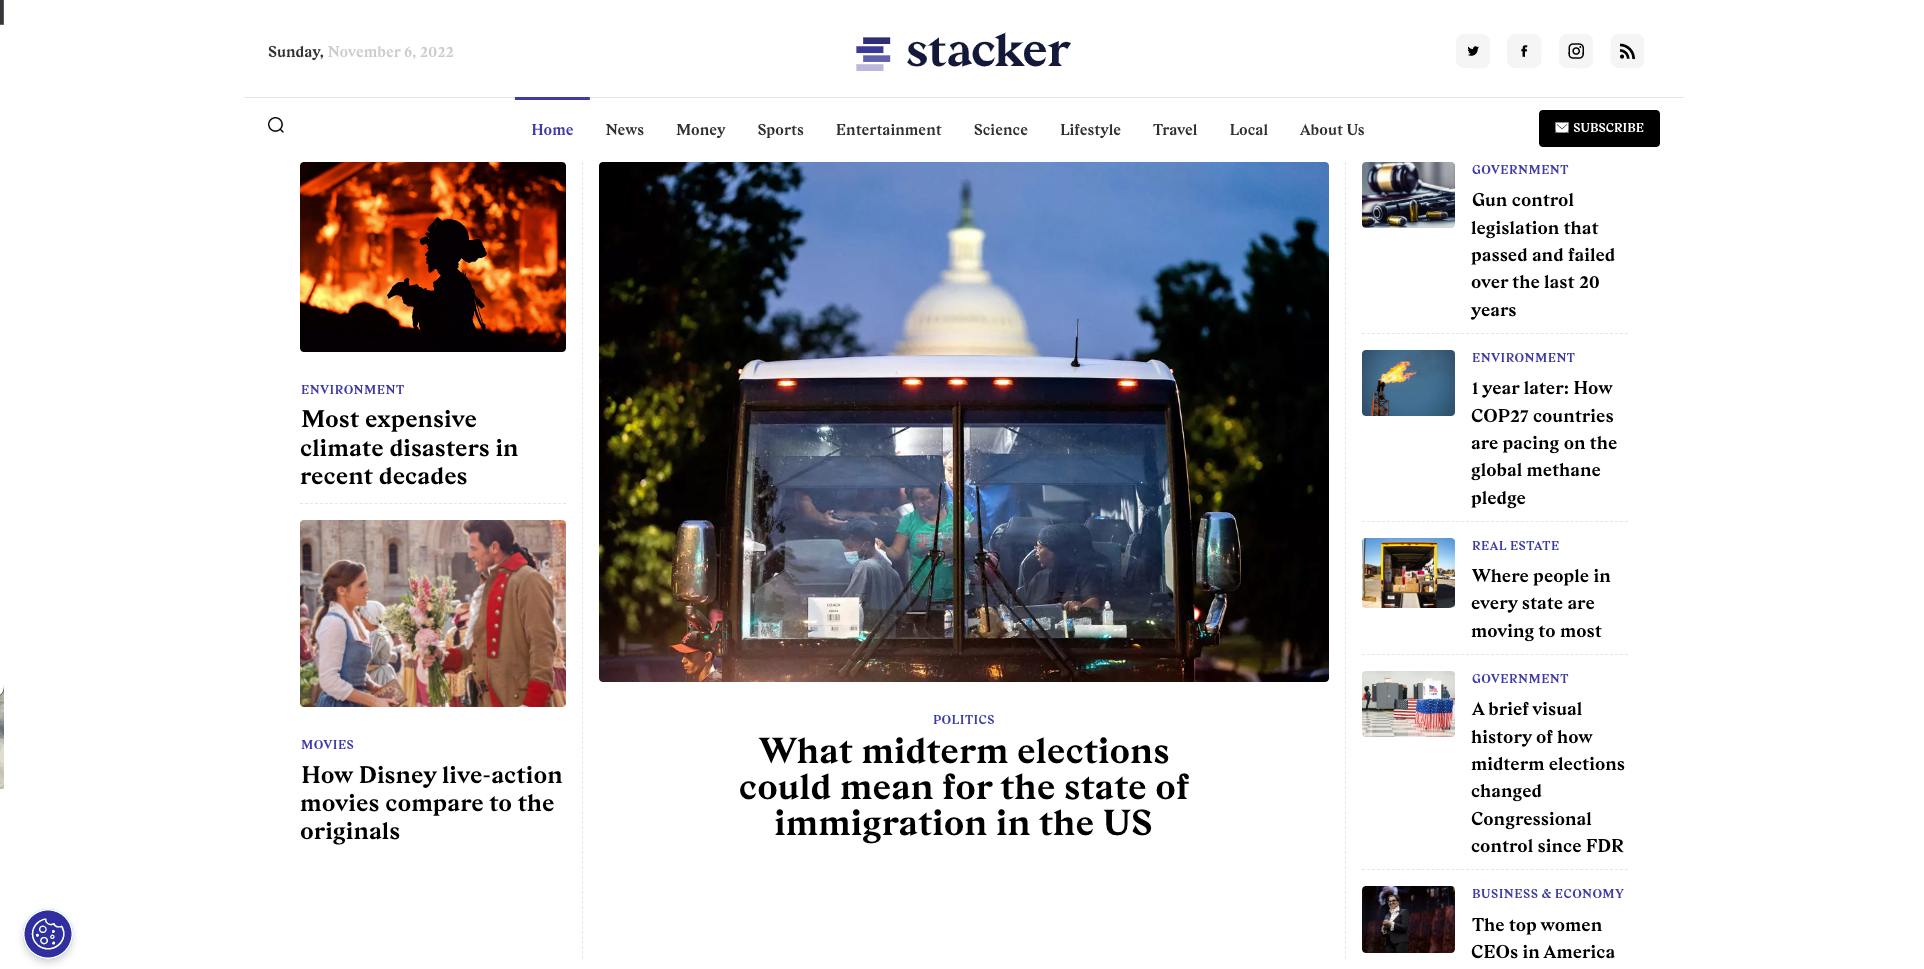 Sunday, November 6, 2022
stacker
Home News Money Sports Entertainment Science Lifestyle Travel Local About Us
SUBSCRIBE
ENVIRONMENT
Most expensive
climate disasters in
recent decades
MOVIES
How Disney live-action
movies compare to the
originals
POLITICS
What midterm elections
could mean for the state of
immigration in the US
GOVERNMENT
Gun control
legislation that
passed and failed
over the last 20
years
ENVIRONMENT
1 year later: How
COP27 countries
are pacing on the
global methane
pledge
REAL ESTATE
Where people in
every state are
moving to most
GOVERNMENT
A brief visual
history of how
midterm elections
changed
Congressional
control since FDR
BUSINESS & ECONOMY
The top women
CEOs in America